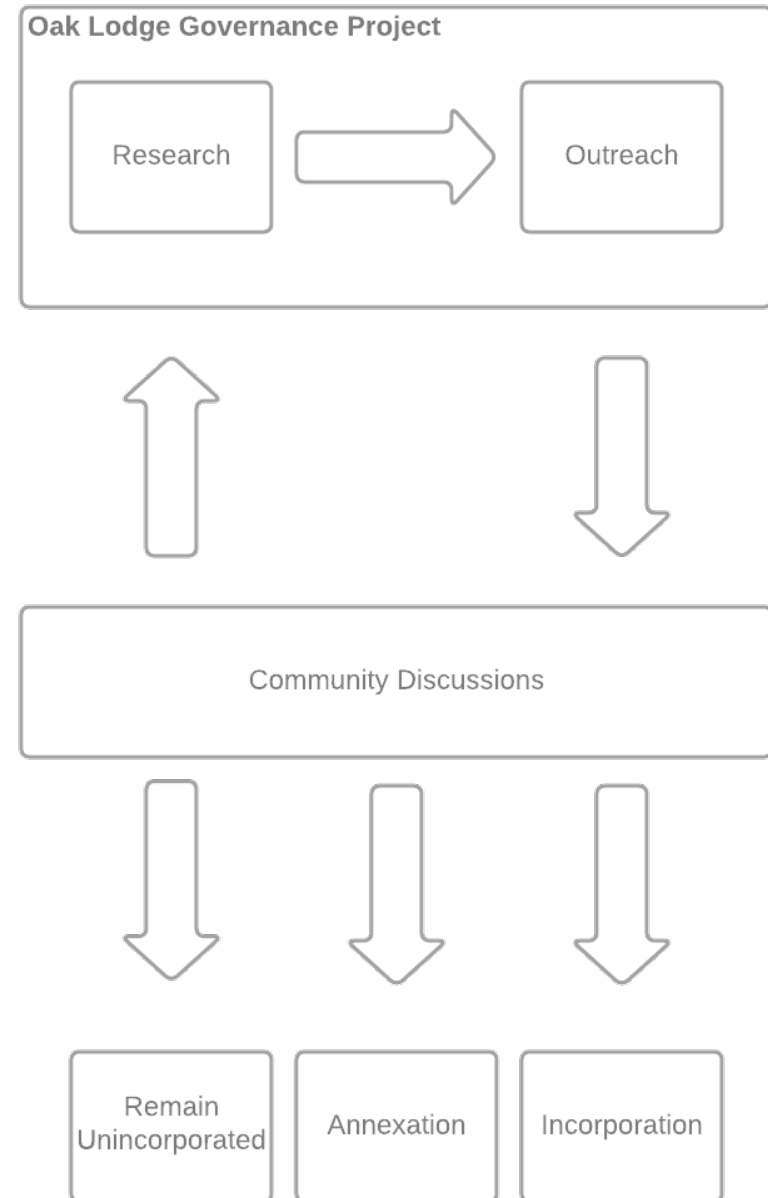 Oak Lodge Governance Project
Research
Outreach
Community Discussions
Remain
Unincorporated
Annexation
Incorporation